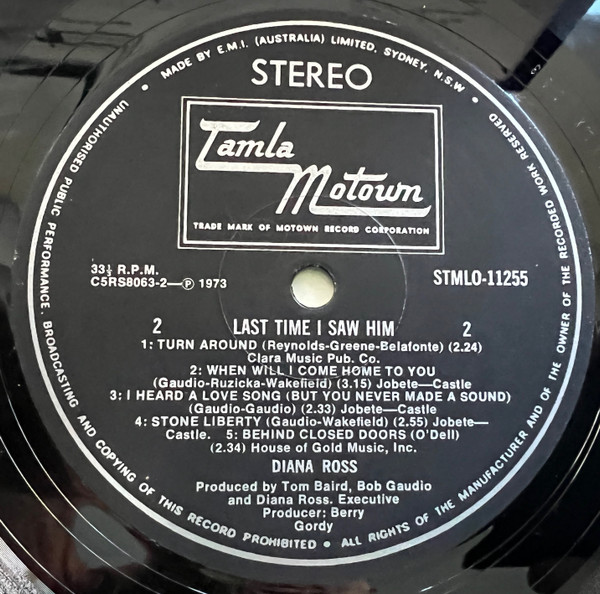 MADE BY E.M.I. (AUSTRALIA) LIMITED, SYDNEY, N.S.W •
STEREO
Tamla
Motown
TRADE MARK OF MOTOWN RECORD CORPORATION
33⅓ R.P.M.
C5RS8063-2—Ⓟ 1973
STMLO-11255
2 LAST TIME I SAW HIM 2
1: TURN AROUND (Reynolds-Greene-Belafonte) (2.24)
Clara Music Pub. Co.
2: WHEN WILL I COME HOME TO YOU
(Gaudio-Ruzicka-Wakefield) (3.15) Jobete—Castle
3: I HEARD A LOVE SONG (BUT YOU NEVER MADE A SOUND)
(Gaudio-Gaudio) (2.33) Jobete—Castle
4: STONE LIBERTY (Gaudio-Wakefield) (2.55) Jobete—
Castle. 5: BEHIND CLOSED DOORS (O'Dell)
(2.34) House of Gold Music, Inc.
DIANA ROSS
Produced by Tom Baird, Bob Gaudio
and Diana Ross. Executive
Producer: Berry
Gordy
UNAUTHORISED PUBLIC PERFORMANCE. BROADCASTING AND COPYING OF THIS RECORD PROHIBITED • ALL RIGHTS OF THE MANUFACTURER AND OF THE OWNER OF THE RECORDED WORK RESERVED